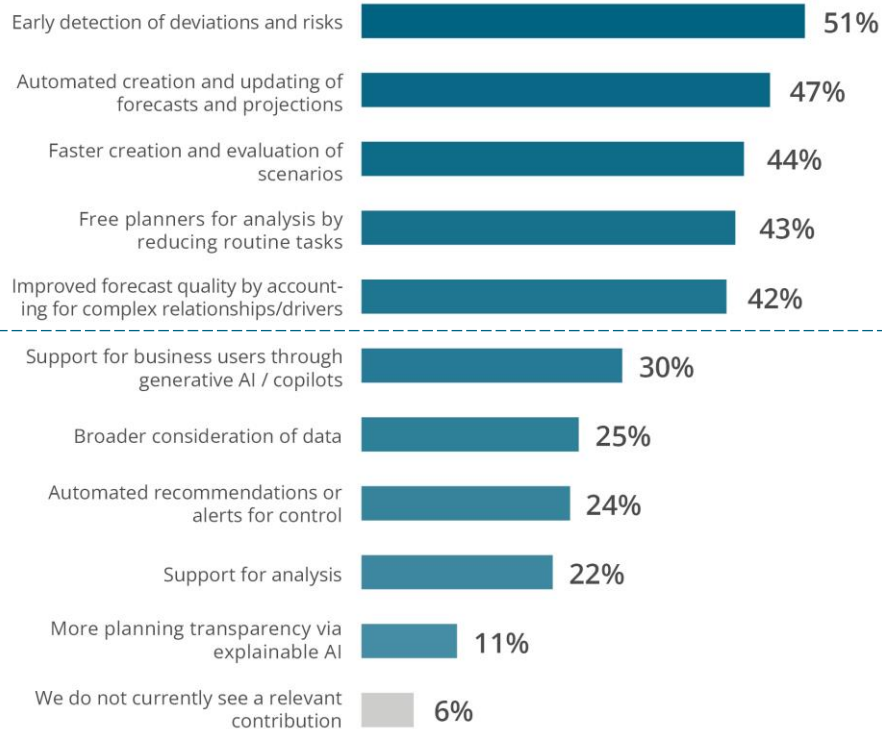 Early detection of deviations and risks
51%
Automated creation and updating of
forecasts and projections
47%
Faster creation and evaluation of
scenarios
44%
Free planners for analysis by
reducing routine tasks
43%
Improved forecast quality by account-
ing for complex relationships/drivers
42%
Support for business users through
generative AI / copilots
30%
Broader consideration of data
25%
Automated recommendations or
alerts for control
24%
Support for analysis
22%
More planning transparency via
explainable AI
11%
We do not currently see a relevant
contribution
6%